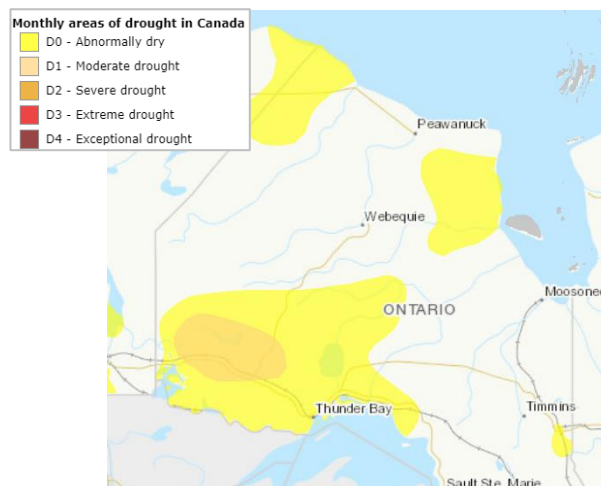 Monthly areas of drought in Canada
D0 - Abnormally dry
D1 - Moderate drought
D2 - Severe drought
D3 - Extreme drought
D4 - Exceptional drought
Peawanuck
Webequie
Moosonee
ONTARIO
Thunder Bay
Timmins
Sault Ste. Marie